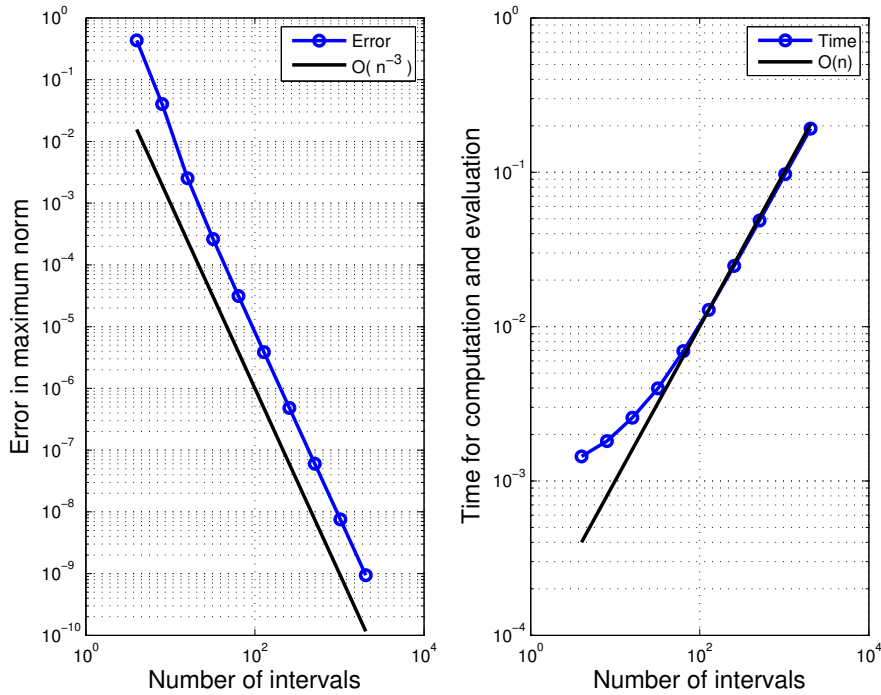 Error in maximum norm
10^0
10^-1
10^-2
10^-3
10^-4
10^-5
10^-6
10^-7
10^-8
10^-9
10^-10
Error
O( n^-3 )
10^0
10^2
10^4
Number of intervals
Time for computation and evaluation
10^0
10^-1
10^-2
10^-3
10^-4
Time
O(n)
10^0
10^2
10^4
Number of intervals